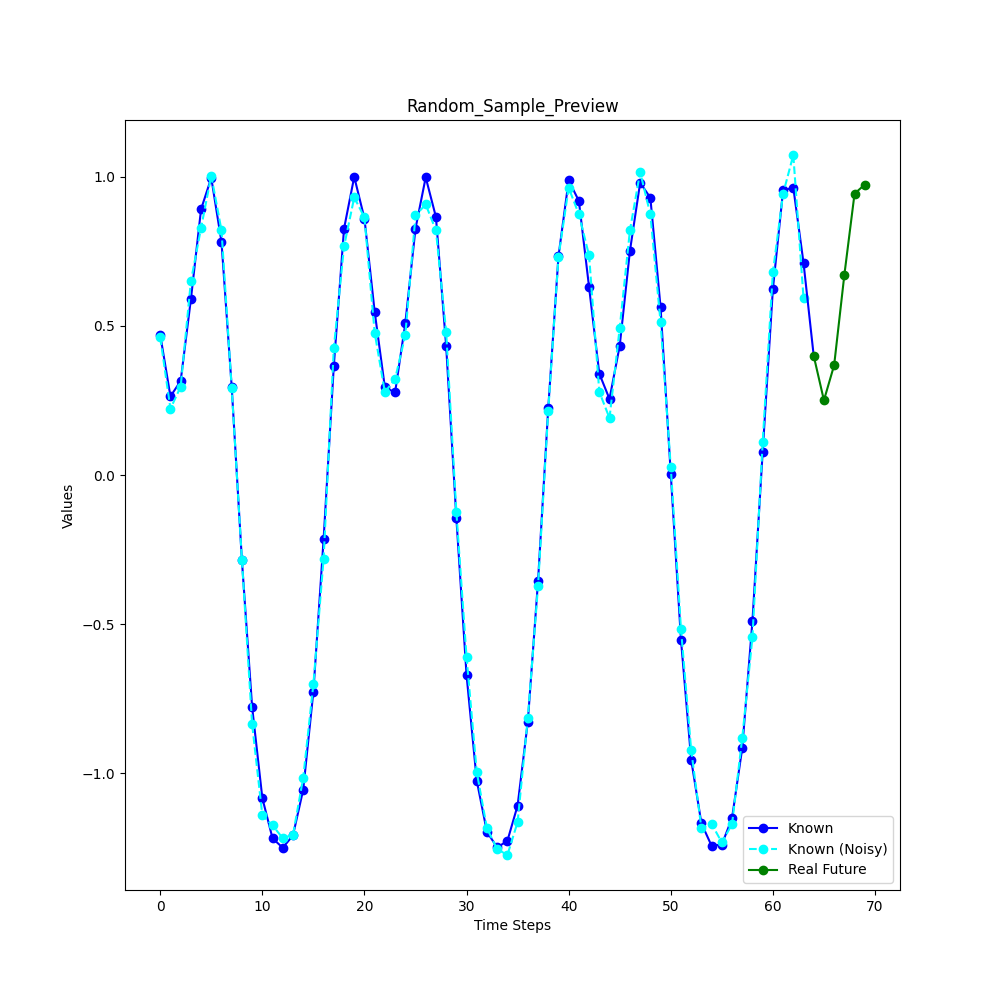 Random_Sample_Preview
Values
1.0
0.5
0.0
−0.5
−1.0
0 10 20 30 40 50 60 70
Time Steps
Known
Known (Noisy)
Real Future